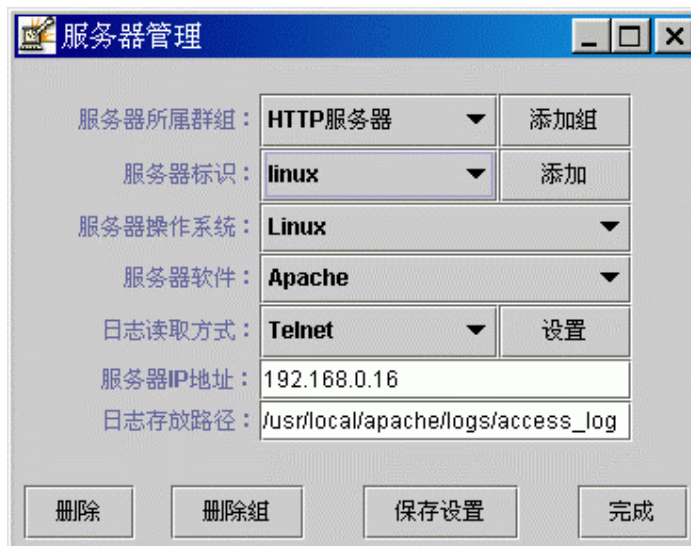 服务器管理
服务器所属群组： HTTP服务器 添加组
服务器标识： linux 添加
服务器操作系统： Linux
服务器软件： Apache
日志读取方式： Telnet 设置
服务器IP地址： 192.168.0.16
日志存放路径： /usr/local/apache/logs/access_log
删除 删除组 保存设置 完成